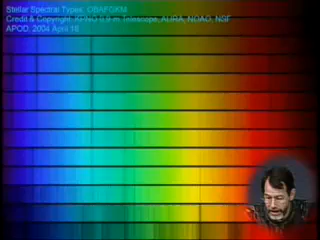 Stellar Spectral Types: OBAFGKM
Credit & Copyright: KPNO 0.9-m Telescope, AURA, NOAO, NSF
APOD, 2004 April 18